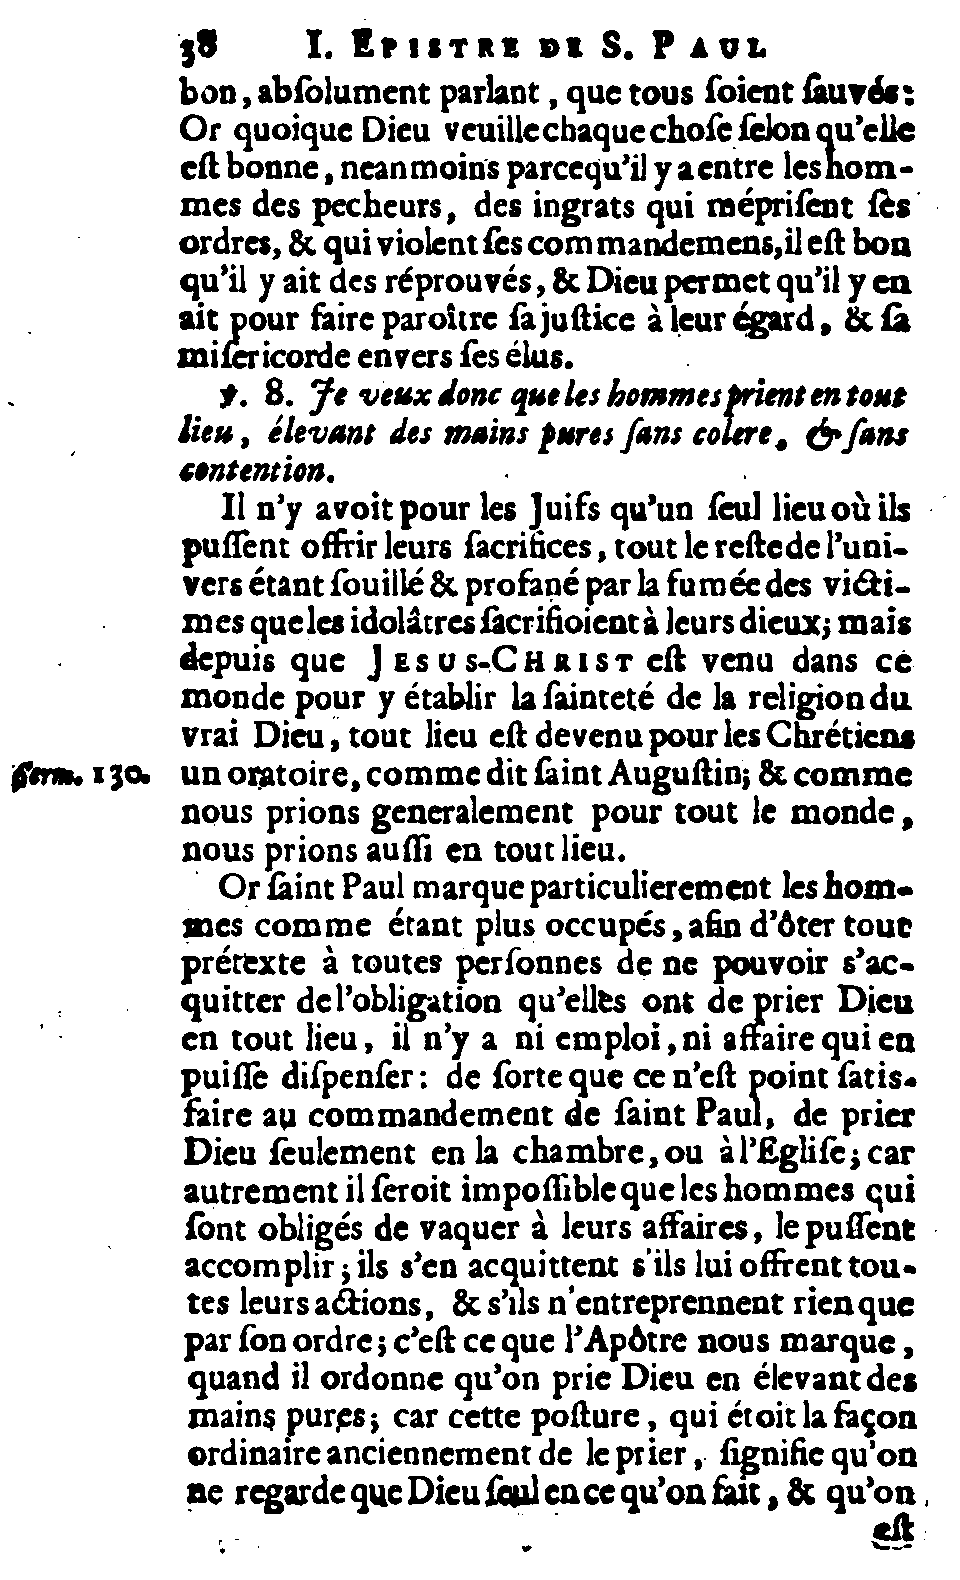 38 I. EPISTRE DE S. PAUL
bon, abſolument parlant, que tous ſoient ſauvés:
Or quoique Dieu veuille chaque choſe ſelon qu'elle
eſt bonne, neanmoins parcequ'il y a entre les hom-
mes des pecheurs, des ingrats qui mépriſent ſes
ordres, & qui violent ſes commandemens, il eſt bon
qu'il y ait des réprouvés, & Dieu permet qu'il y en
ait pour faire paroître ſa juſtice à leur égard, & ſa
miſericorde envers ſes élus.
℣. 8. Je veux donc que les hommes prient en tout
lieu, élevant des mains pures ſans colere, & ſans
contention.
Il n'y avoit pour les Juifs qu'un ſeul lieu où ils
puſſent offrir leurs ſacrifices, tout le reſte de l'uni-
vers étant ſouillé & profané par la fumée des victi-
mes que les idolâtres ſacrifioient à leurs dieux; mais
depuis que JESUS-CHRIST eſt venu dans ce
monde pour y établir la ſainteté de la religion du
vrai Dieu, tout lieu eſt devenu pour les Chrétiens
Serm. 130. un oratoire, comme dit ſaint Auguſtin; & comme
nous prions generalement pour tout le monde,
nous prions auſſi en tout lieu.
Or ſaint Paul marque particulierement les hom-
mes comme étant plus occupés, afin d'ôter tout
prétexte à toutes perſonnes de ne pouvoir s'ac-
quitter de l'obligation qu'elles ont de prier Dieu
en tout lieu, il n'y a ni emploi, ni affaire qui en
puiſſe diſpenſer: de ſorte que ce n'eſt point ſatis-
faire au commandement de ſaint Paul, de prier
Dieu ſeulement en la chambre, ou à l'Egliſe; car
autrement il ſeroit impoſſible que les hommes qui
ſont obligés de vaquer à leurs affaires, le puſſent
accomplir; ils s'en acquittent s'ils lui offrent tou-
tes leurs actions, & s'ils n'entreprennent rien que
par ſon ordre; c'eſt ce que l'Apôtre nous marque,
quand il ordonne qu'on prie Dieu en élevant des
mains pures; car cette poſture, qui étoit la façon
ordinaire anciennement de le prier, ſignifie qu'on
ne regarde que Dieu ſeul en ce qu'on fait, & qu'on
eſt